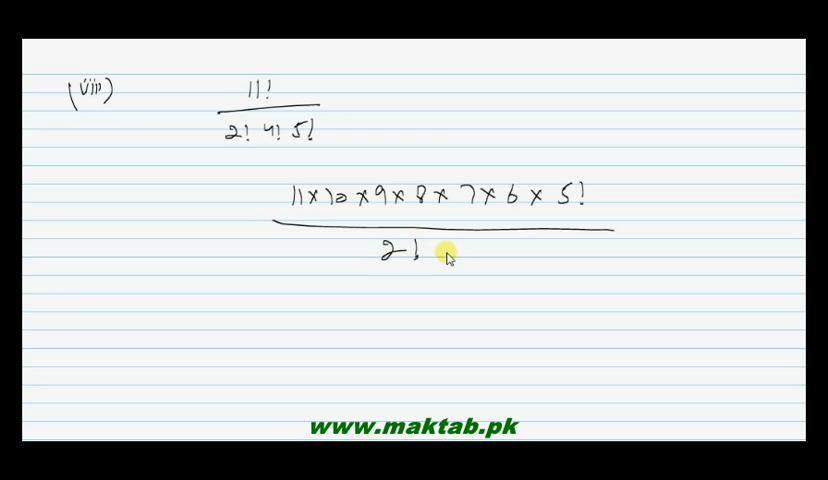 (viii) 11!
2! 4! 5!
11 × 10 × 9 × 8 × 7 × 6 × 5!
2!
www.maktab.pk